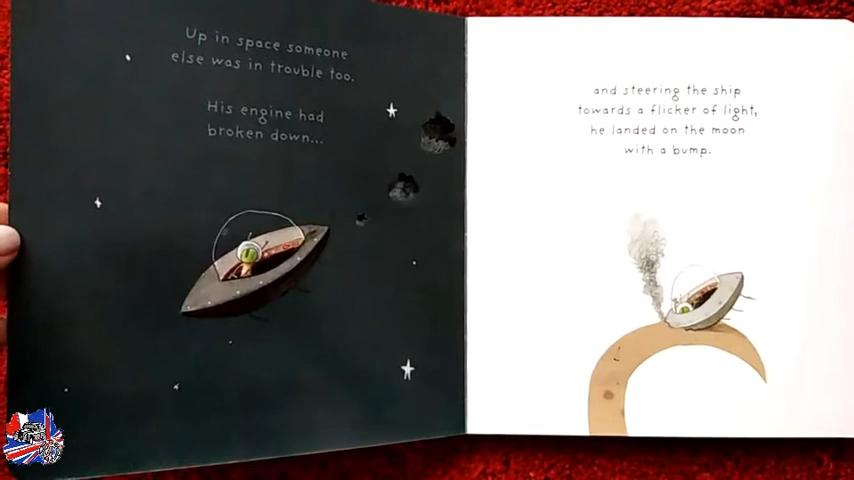 Up in space someone
else was in trouble too.
His engine had
broken down...
and steering the ship
towards a flicker of light,
he landed on the moon
with a bump.